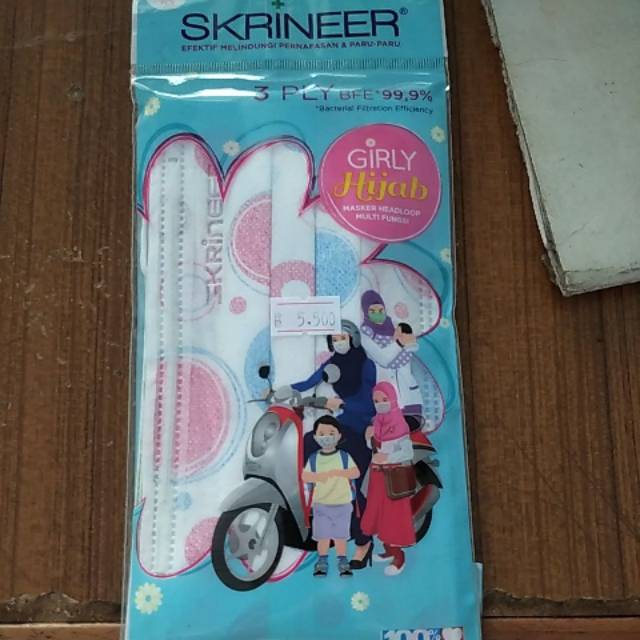 SKRINEER®
EFEKTIF MELINDUNGI PERNAFASAN & PARU-PARU
3 PLY BFE *99,9%
*Bacterial Filtration Efficiency
GIRLY
Hijab
MASKER HEADLOOP
MULTI FUNGSI
SKRINEER
5.500